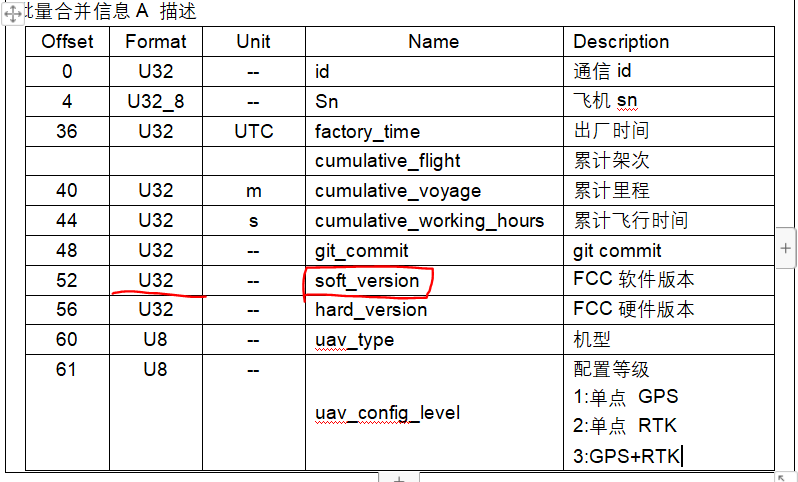 批量合并信息 A 描述
Offset Format Unit Name Description
0 U32 -- id 通信 id
4 U32_8 -- Sn 飞机 sn
36 U32 UTC factory_time 出厂时间
cumulative_flight 累计架次
40 U32 m cumulative_voyage 累计里程
44 U32 s cumulative_working_hours 累计飞行时间
48 U32 -- git_commit git commit
52 U32 -- soft_version FCC 软件版本
56 U32 -- hard_version FCC 硬件版本
60 U8 -- uav_type 机型
61 U8 -- uav_config_level 配置等级
1:单点 GPS
2:单点 RTK
3:GPS+RTK